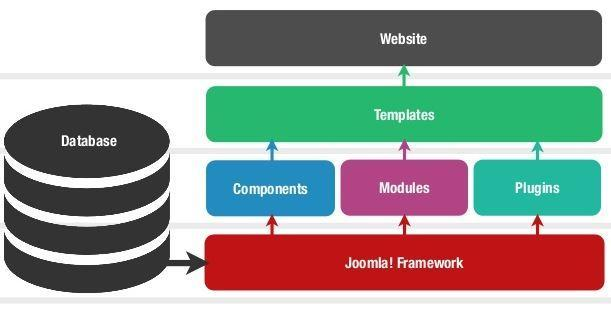 Website
Templates
Database
Components
Modules
Plugins
Joomla! Framework